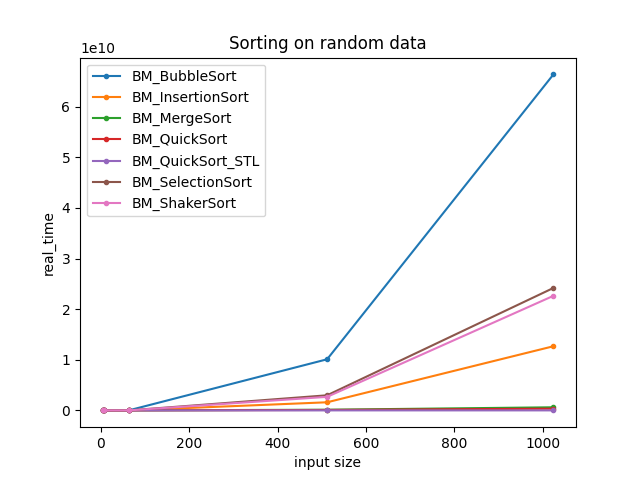 Sorting on random data
1e10
BM_BubbleSort
BM_InsertionSort
BM_MergeSort
BM_QuickSort
BM_QuickSort_STL
BM_SelectionSort
BM_ShakerSort
6
5
4
3
2
1
0
real_time
0 200 400 600 800 1000
input size